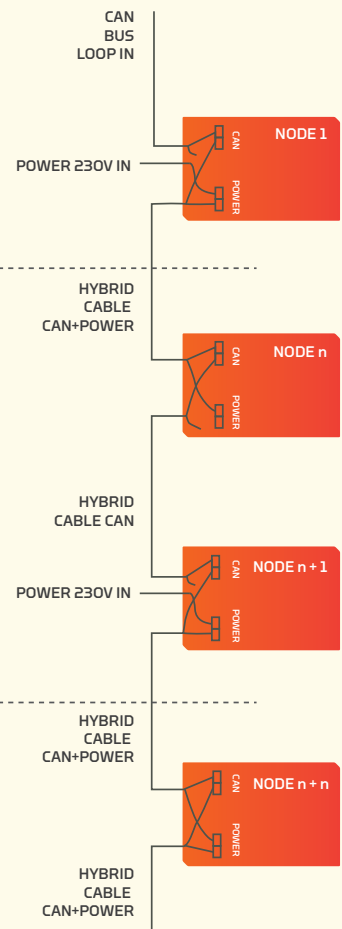 CAN
BUS
LOOP IN
NODE 1
CAN
POWER 230V IN
POWER
HYBRID
CABLE
CAN+POWER
NODE n
CAN
POWER
HYBRID
CABLE CAN
NODE n + 1
CAN
POWER 230V IN
POWER
HYBRID
CABLE
CAN+POWER
NODE n + n
CAN
POWER
HYBRID
CABLE
CAN+POWER